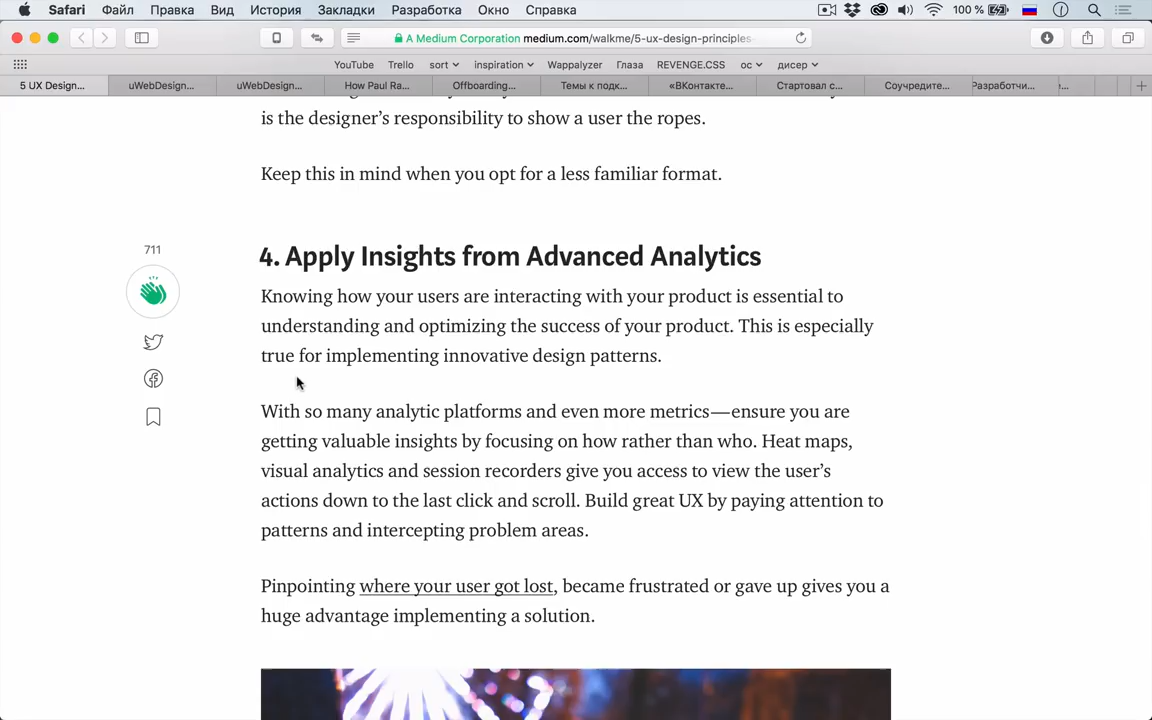 Safari Файл Правка Вид История Закладки Разработка Окно Справка 100 %
A Medium Corporation medium.com/walkme/5-ux-design-principles-
YouTube Trello sort inspiration Wappalyzer Глаза REVENGE.CSS ос дисер
5 UX Design... uWebDesign... uWebDesign... How Paul Ra... Offboarding... Темы к подк... «ВКонтакте... Стартовал с... Соучредите... Разработчи...
is the designer’s responsibility to show a user the ropes.
Keep this in mind when you opt for a less familiar format.
711
4. Apply Insights from Advanced Analytics
Knowing how your users are interacting with your product is essential to
understanding and optimizing the success of your product. This is especially
true for implementing innovative design patterns.
With so many analytic platforms and even more metrics—ensure you are
getting valuable insights by focusing on how rather than who. Heat maps,
visual analytics and session recorders give you access to view the user’s
actions down to the last click and scroll. Build great UX by paying attention to
patterns and intercepting problem areas.
Pinpointing where your user got lost, became frustrated or gave up gives you a
huge advantage implementing a solution.